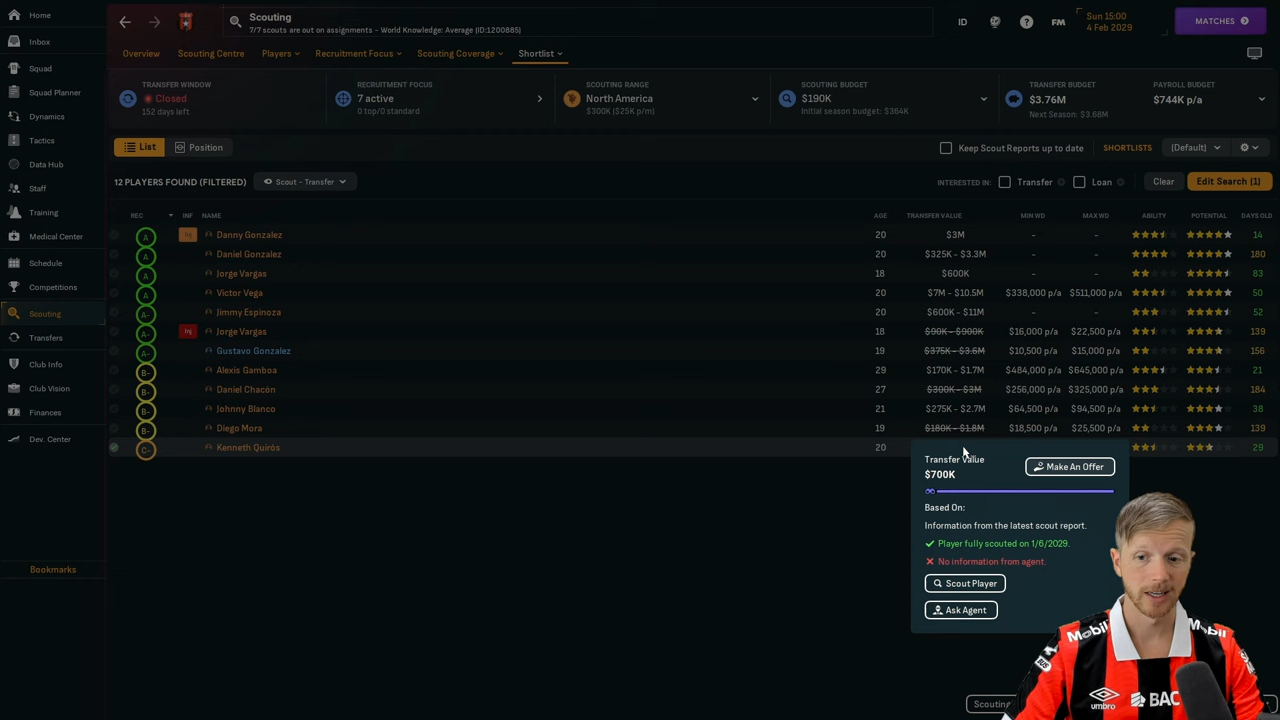 Home
Scouting
7/7 scouts are out on assignments - World Knowledge: Average (ID:1200885)
ID
FM
Sun 15:00
4 Feb 2029
MATCHES
Inbox
Overview
Scouting Centre
Players
Recruitment Focus
Scouting Coverage
Shortlist
Squad
Squad Planner
Dynamics
Tactics
Data Hub
Staff
Training
Medical Center
Schedule
Competitions
Scouting
Transfers
Club Info
Club Vision
Finances
Dev. Center
Bookmarks
TRANSFER WINDOW
Closed
152 days left
RECRUITMENT FOCUS
7 active
0 top/0 standard
SCOUTING RANGE
North America
$300K ($25K p/m)
SCOUTING BUDGET
$190K
Initial season budget: $364K
TRANSFER BUDGET
$3.76M
Next Season: $3.68M
PAYROLL BUDGET
$744K p/a
List
Position
Keep Scout Reports up to date
SHORTLISTS
(Default)
12 PLAYERS FOUND (FILTERED)
Scout - Transfer
INTERESTED IN:
Transfer
Loan
Clear
Edit Search (1)
REC INF NAME AGE TRANSFER VALUE MIN WD MAX WD ABILITY POTENTIAL DAYS OLD
A Inj Danny Gonzalez 20 $3M - - 14
A Daniel Gonzalez 20 $325K - $3.3M - - 180
A Jorge Vargas 18 $600K - - 83
A Victor Vega 20 $7M - $10.5M $338,000 p/a $511,000 p/a 50
A- Jimmy Espinoza 20 $600K - $11M - - 52
A- Inj Jorge Vargas 18 $90K - $900K $16,000 p/a $22,500 p/a 139
A- Gustavo Gonzalez 19 $375K - $3.6M $10,500 p/a $15,000 p/a 156
B- Alexis Gamboa 29 $170K - $1.7M $484,000 p/a $645,000 p/a 21
B- Daniel Chacón 27 $300K - $3M $256,000 p/a $325,000 p/a 184
B- Johnny Blanco 21 $275K - $2.7M $64,500 p/a $94,500 p/a 38
B- Diego Mora 19 $180K - $1.8M $18,500 p/a $25,500 p/a 139
C- Kenneth Quirós 20 29
Transfer Value
$700K
Make An Offer
Based On:
Information from the latest scout report.
Player fully scouted on 1/6/2029.
No information from agent.
Scout Player
Ask Agent
Scouting
Mobil
Mobil
umbro
BAC